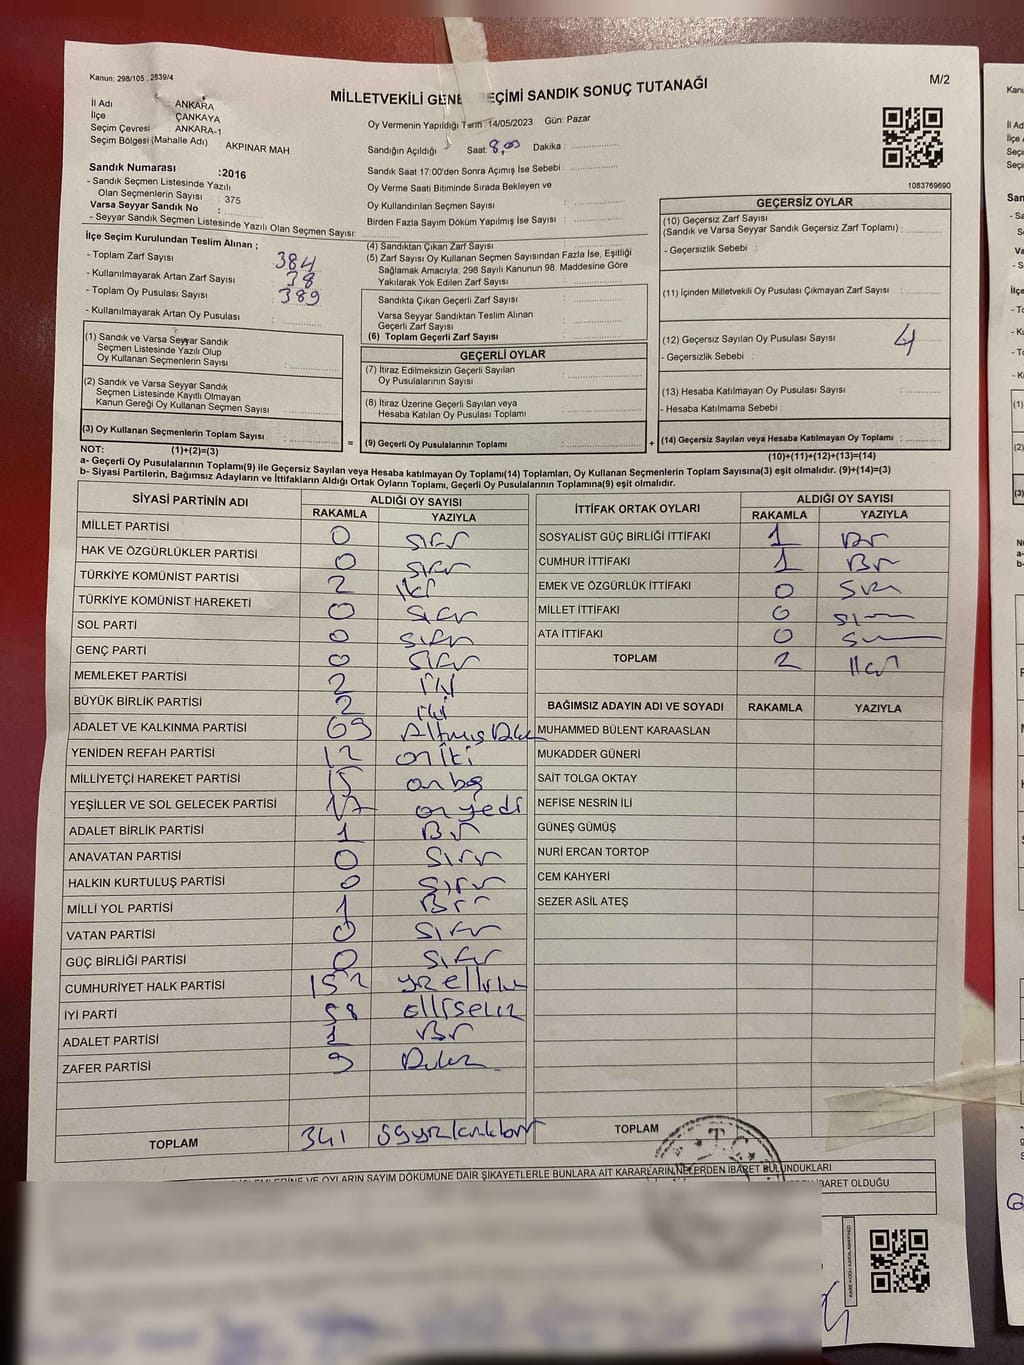 Kanun: 298/105 , 2839/4
M/2
MİLLETVEKİLİ GENEL SEÇİMİ SANDIK SONUÇ TUTANAĞI
İl Adı : ANKARA
İlçe : ÇANKAYA
Seçim Çevresi : ANKARA-1
Seçim Bölgesi (Mahalle Adı) : AKPINAR MAH.
Sandık Numarası : 2016
- Sandık Seçmen Listesinde Yazılı
Olan Seçmenlerin Sayısı : 375
Varsa Seyyar Sandık No :
- Seyyar Sandık Seçmen Listesinde Yazılı Olan Seçmen Sayısı:
İlçe Seçim Kurulundan Teslim Alınan ;
- Toplam Zarf Sayısı : 384
- Kullanılmayarak Artan Zarf Sayısı : 38
- Toplam Oy Pusulası Sayısı : 389
- Kullanılmayarak Artan Oy Pusulası :
Oy Vermenin Yapıldığı Tarih :14/05/2023 Gün: Pazar
Sandığın Açıldığı Saat: 8,00 Dakika :
Sandık Saat 17:00'den Sonra Açımış İse Sebebi :
Oy Verme Saati Bitiminde Sırada Bekleyen ve
Oy Kullandırılan Seçmen Sayısı :
Birden Fazla Sayım Döküm Yapılmış İse Sayısı :
(4) Sandıktan Çıkan Zarf Sayısı :
(5) Zarf Sayısı Oy Kullanan Seçmen Sayısından Fazla İse, Eşitliği
Sağlamak Amacıyla; 298 Sayılı Kanunun 98. Maddesine Göre
Yakılarak Yok Edilen Zarf Sayısı :
Sandıkta Çıkan Geçerli Zarf Sayısı :
Varsa Seyyar Sandıktan Teslim Alınan
Geçerli Zarf Sayısı :
(6) Toplam Geçerli Zarf Sayısı :
1083769690
GEÇERSİZ OYLAR
(10) Geçersiz Zarf Sayısı
(Sandık ve Varsa Seyyar Sandık Geçersiz Zarf Toplamı) :
- Geçersizlik Sebebi :
(11) İçinden Milletvekili Oy Pusulası Çıkmayan Zarf Sayısı :
(12) Geçersiz Sayılan Oy Pusulası Sayısı : 4
- Geçersizlik Sebebi :
(13) Hesaba Katılmayan Oy Pusulası Sayısı :
- Hesaba Katılmama Sebebi :
(14) Geçersiz Sayılan veya Hesaba Katılmayan Oy Toplamı :
(10)+(11)+(12)+(13)=(14)
(1) Sandık ve Varsa Seyyar Sandık
Seçmen Listesinde Yazılı Olup
Oy Kullanan Seçmenlerin Sayısı :
(2) Sandık ve Varsa Seyyar Sandık
Seçmen Listesinde Kayıtlı Olmayan
Kanun Gereği Oy Kullanan Seçmen Sayısı :
(3) Oy Kullanan Seçmenlerin Toplam Sayısı :
(1)+(2)=(3)
GEÇERLİ OYLAR
(7) İtiraz Edilmeksizin Geçerli Sayılan
Oy Pusulalarının Sayısı :
(8) İtiraz Üzerine Geçerli Sayılan veya
Hesaba Katılan Oy Pusulası Toplamı :
= (9) Geçerli Oy Pusulalarının Toplamı : +
NOT:
a- Geçerli Oy Pusulalarının Toplamı(9) ile Geçersiz Sayılan veya Hesaba katılmayan Oy Toplamı(14) Toplamları, Oy Kullanan Seçmenlerin Toplam Sayısına(3) eşit olmalıdır. (9)+(14)=(3)
b- Siyasi Partilerin, Bağımsız Adayların ve İttifakların Aldığı Ortak Oyların Toplamı, Geçerli Oy Pusulalarının Toplamına(9) eşit olmalıdır.
SİYASİ PARTİNİN ADI ALDIĞI OY SAYISI
RAKAMLA YAZIYLA
MİLLET PARTİSİ 0 sıfır
HAK VE ÖZGÜRLÜKLER PARTİSİ 0 sıfır
TÜRKİYE KOMÜNİST PARTİSİ 2 iki
TÜRKİYE KOMÜNİST HAREKETİ 0 sıfır
SOL PARTİ 0 sıfır
GENÇ PARTİ 0 sıfır
MEMLEKET PARTİSİ 2 iki
BÜYÜK BİRLİK PARTİSİ 2 iki
ADALET VE KALKINMA PARTİSİ 69 Altmış Dokuz
YENİDEN REFAH PARTİSİ 12 on iki
MİLLİYETÇİ HAREKET PARTİSİ 15 on beş
YEŞİLLER VE SOL GELECEK PARTİSİ 17 on yedi
ADALET BİRLİK PARTİSİ 1 Bir
ANAVATAN PARTİSİ 0 sıfır
HALKIN KURTULUŞ PARTİSİ 0 sıfır
MİLLİ YOL PARTİSİ 1 Bir
VATAN PARTİSİ 0 sıfır
GÜÇ BİRLİĞİ PARTİSİ 0 sıfır
CUMHURİYET HALK PARTİSİ 152 yüz elli iki
İYİ PARTİ 58 elli sekiz
ADALET PARTİSİ 1 Bir
ZAFER PARTİSİ 9 Dokuz
TOPLAM 341
İTTİFAK ORTAK OYLARI ALDIĞI OY SAYISI
RAKAMLA YAZIYLA
SOSYALİST GÜÇ BİRLİĞİ İTTİFAKI 1 Bir
CUMHUR İTTİFAKI 1 Bir
EMEK VE ÖZGÜRLÜK İTTİFAKI 0 sıfır
MİLLET İTTİFAKI 0 sıfır
ATA İTTİFAKI 0 sıfır
TOPLAM 2 iki
BAĞIMSIZ ADAYIN ADI VE SOYADI RAKAMLA YAZIYLA
MUHAMMED BÜLENT KARAASLAN
MUKADDER GÜNERİ
SAİT TOLGA OKTAY
NEFİSE NESRİN İLİ
GÜNEŞ GÜMÜŞ
NURİ ERCAN TORTOP
CEM KAHYERİ
SEZER ASİL ATEŞ
TOPLAM
İŞLEMLERİNE VE OYLARIN SAYIM DÖKÜMÜNE DAİR ŞİKAYETLERLE BUNLARA AİT KARARLARIN NELERDEN İBARET BULUNDUKLARI
İBARET OLDUĞU